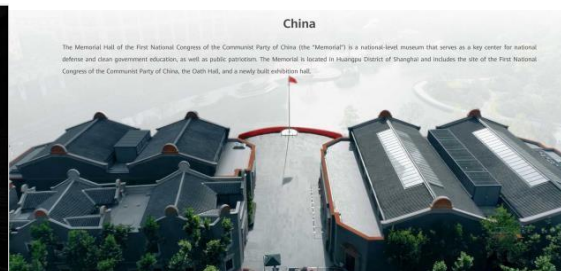 China
The Memorial Hall of the First National Congress of the Communist Party of China (the "Memorial") is a national-level museum that serves as a key center for national
defense and clean government education, as well as public patriotism. The Memorial is located in Huangpu District of Shanghai and includes the site of the First National
Congress of the Communist Party of China, the Oath Hall, and a newly built exhibition hall.